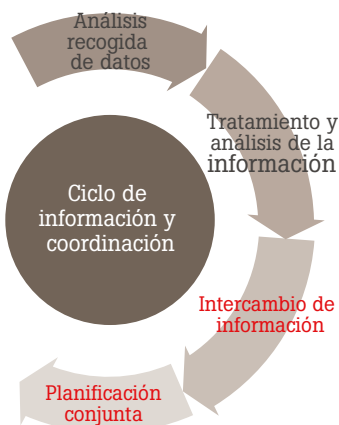 Análisis
recogida
de datos
Tratamiento y
análisis de la
información
Ciclo de
información y
coordinación
Intercambio de
información
Planificación
conjunta